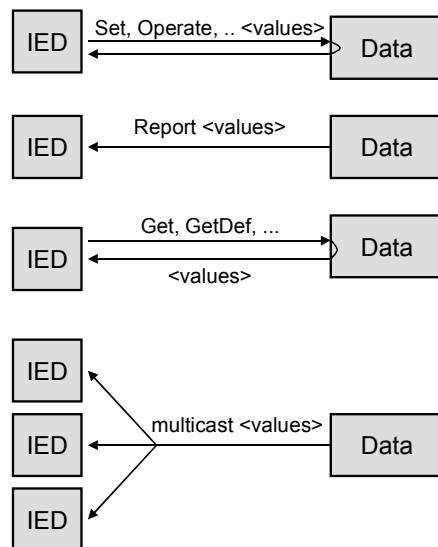 Set, Operate, .. <values>
IED
Data
Report <values>
IED
Data
Get, GetDef, ...
IED
Data
<values>
IED
multicast <values>
IED
Data
IED